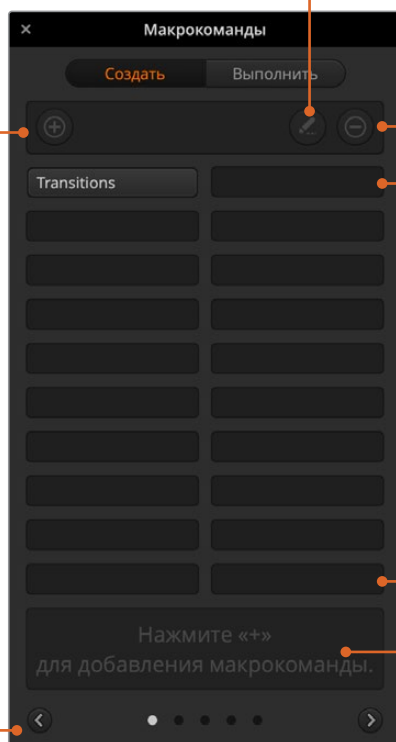 Макрокоманды
Создать Выполнить
Transitions
Нажмите «+»
для добавления макрокоманды.